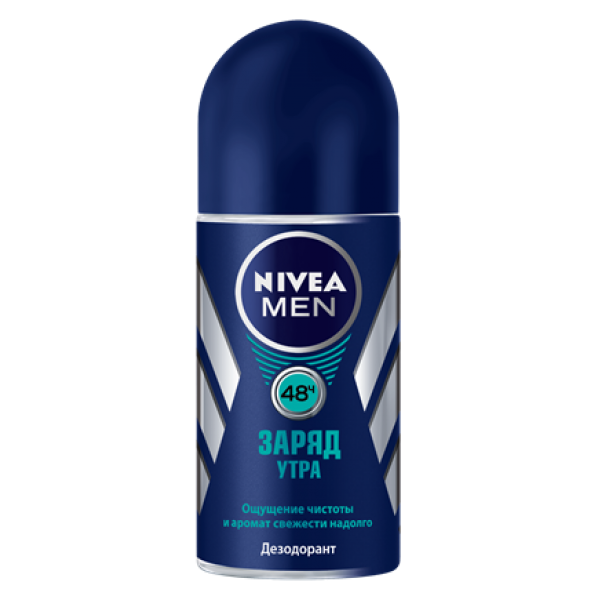 NIVEA
MEN
48ч
ЗАРЯД
УТРА
Ощущение чистоты
и аромат свежести надолго
Дезодорант